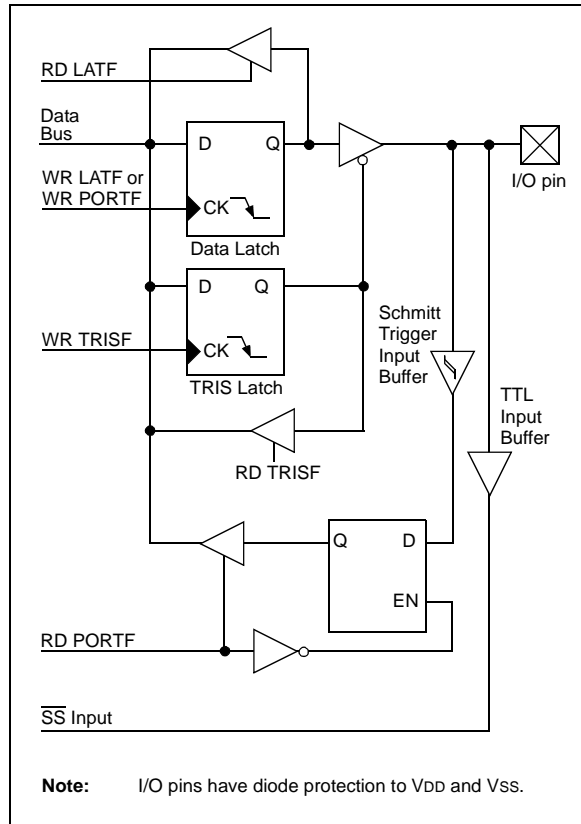 RD LATF
Data
Bus
D
Q
WR LATF or
WR PORTF
CK
I/O pin
Data Latch
D
Q
WR TRISF
CK
TRIS Latch
Schmitt
Trigger
Input
Buffer
TTL
Input
Buffer
RD TRISF
Q
D
EN
RD PORTF
SS Input
Note: I/O pins have diode protection to VDD and VSS.